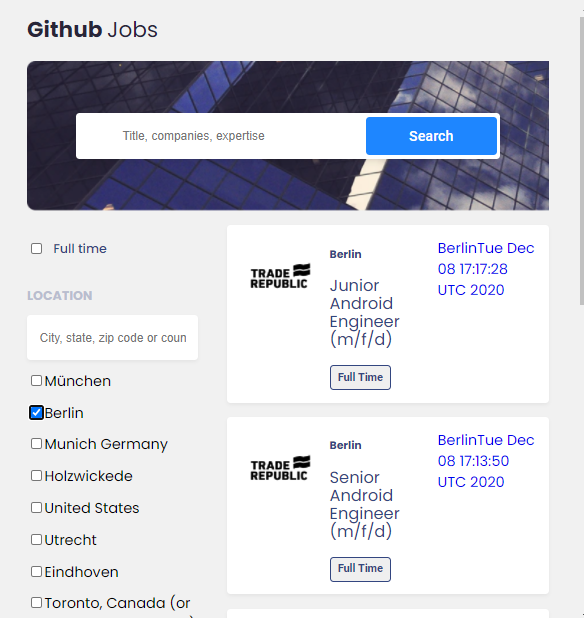 Github Jobs
Title, companies, expertise
Search
Full time
LOCATION
City, state, zip code or coun
München
Berlin
Munich Germany
Holzwickede
United States
Utrecht
Eindhoven
Toronto, Canada (or
TRADE
REPUBLIC
Berlin
Junior
Android
Engineer
(m/f/d)
Full Time
BerlinTue Dec
08 17:17:28
UTC 2020
TRADE
REPUBLIC
Berlin
Senior
Android
Engineer
(m/f/d)
Full Time
BerlinTue Dec
08 17:13:50
UTC 2020